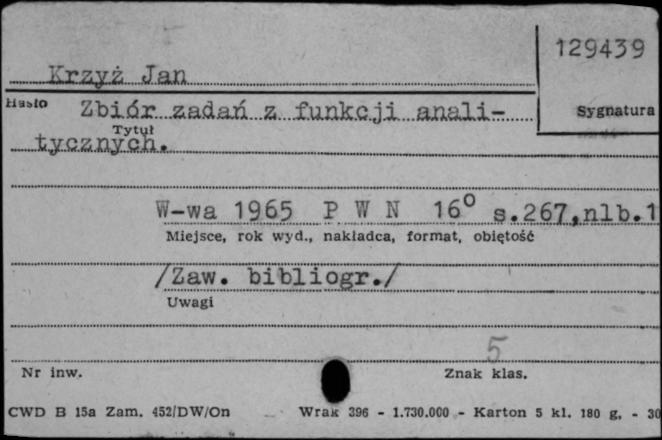 129439
Krzyż Jan
Hasło Zbiór zadań z funkcji anali- Sygnatura
Tytuł
tycznych.
W-wa 1965 P W N 16° s.267,nlb.1
Miejsce, rok wyd., nakładca, format, objętość
/Zaw. bibliogr./
Uwagi
5
Nr inw. Znak klas.
CWD B 15a Zam. 452/DW/On Wrak 396 - 1.730.000 - Karton 5 kl. 180 g, - 30